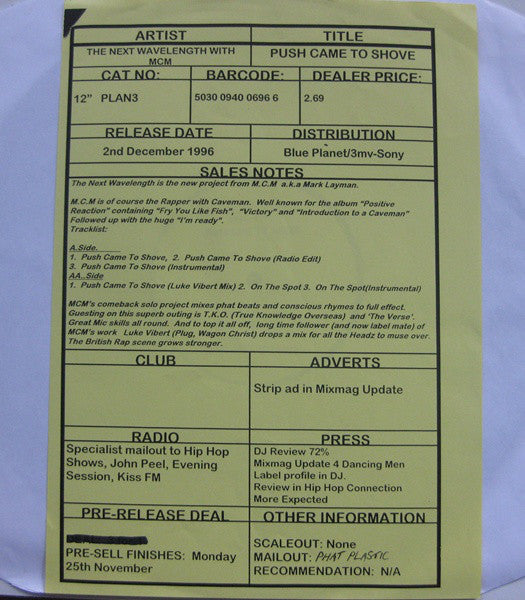 ARTIST TITLE
THE NEXT WAVELENGTH WITH PUSH CAME TO SHOVE
MCM
CAT NO: BARCODE: DEALER PRICE:
12" PLAN3 5030 0940 0696 6 2.69
RELEASE DATE DISTRIBUTION
2nd December 1996 Blue Planet/3mv-Sony
SALES NOTES
The Next Wavelength is the new project from M.C.M a.k.a Mark Layman.
M.C.M is of course the Rapper with Caveman. Well known for the album "Positive
Reaction" containing "Fry You Like Fish", "Victory" and "Introduction to a Caveman"
Followed up with the huge "I'm ready".
Tracklist:
A.Side.
1. Push Came To Shove, 2. Push Came To Shove (Radio Edit)
3. Push Came To Shove (Instrumental)
AA..Side
1. Push Came To Shove (Luke Vibert Mix) 2. On The Spot 3. On The Spot(Instrumental)
MCM's comeback solo project mixes phat beats and conscious rhymes to full effect.
Guesting on this superb outing is T.K.O. (True Knowledge Overseas) and 'The Verse'.
Great Mic skills all round. And to top it all off, long time follower (and now label mate) of
MCM's work Luke Vibert (Plug, Wagon Christ) drops a mix for all the Headz to muse over.
The British Rap scene grows stronger.
CLUB ADVERTS
Strip ad in Mixmag Update
RADIO PRESS
Specialist mailout to Hip Hop
Shows, John Peel, Evening
Session, Kiss FM
DJ Review 72%
Mixmag Update 4 Dancing Men
Label profile in DJ.
Review in Hip Hop Connection
More Expected
PRE-RELEASE DEAL OTHER INFORMATION
PRE-SELL FINISHES: Monday
25th November
SCALEOUT: None
MAILOUT: PHAT PLASTIC
RECOMMENDATION: N/A